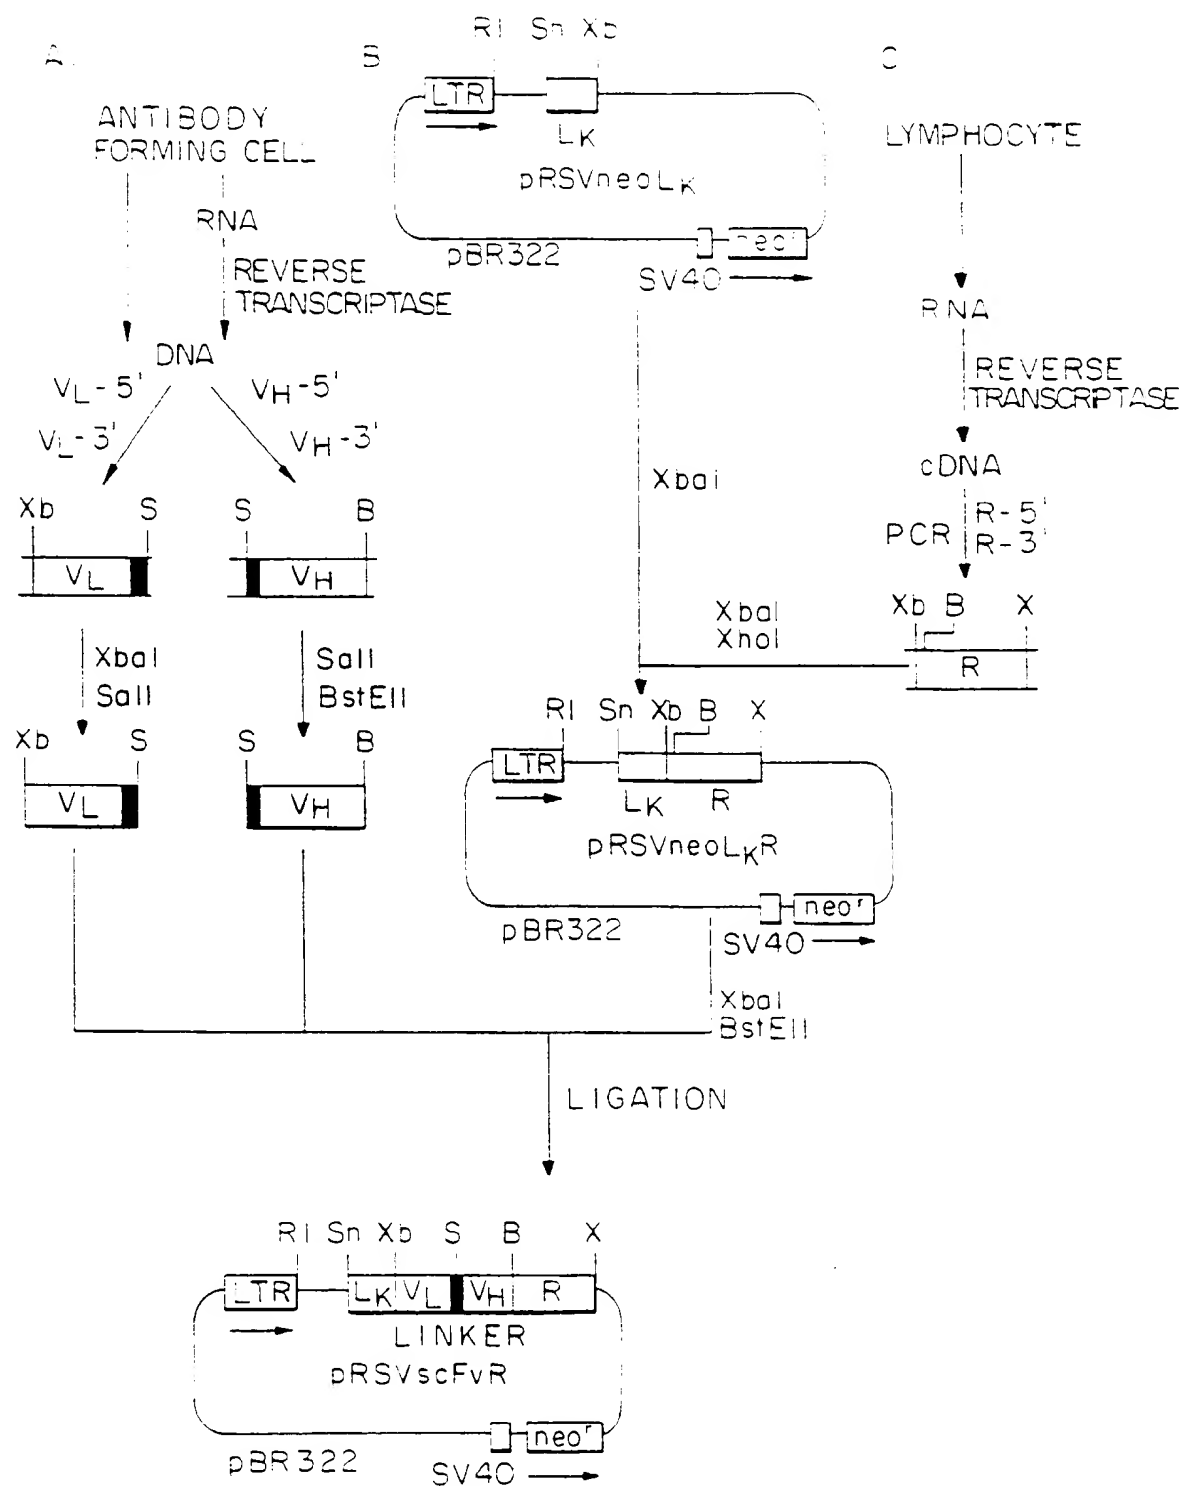 A.
ANTIBODY
FORMING CELL
RNA
REVERSE
TRANSCRIPTASE
DNA
VL-5'
VL-3'
VH-5'
VH-3'
Xb S
VL
S B
VH
XbaI
SalI
SalI
BstEII
Xb S
VL
S B
VH
B
RI Sn Xb
LTR
LK
pRSVneoLK
pBR322
neor
SV40
XbaI
C
LYMPHOCYTE
RNA
REVERSE
TRANSCRIPTASE
cDNA
PCR
R-5'
R-3'
Xb B X
R
XbaI
XhoI
RI Sn Xb B X
LTR
LK R
pRSVneoLKR
pBR322
neor
SV40
XbaI
BstEII
LIGATION
RI Sn Xb S B X
LTR LK VL VH R
LINKER
pRSVscFvR
pBR322
neor
SV40